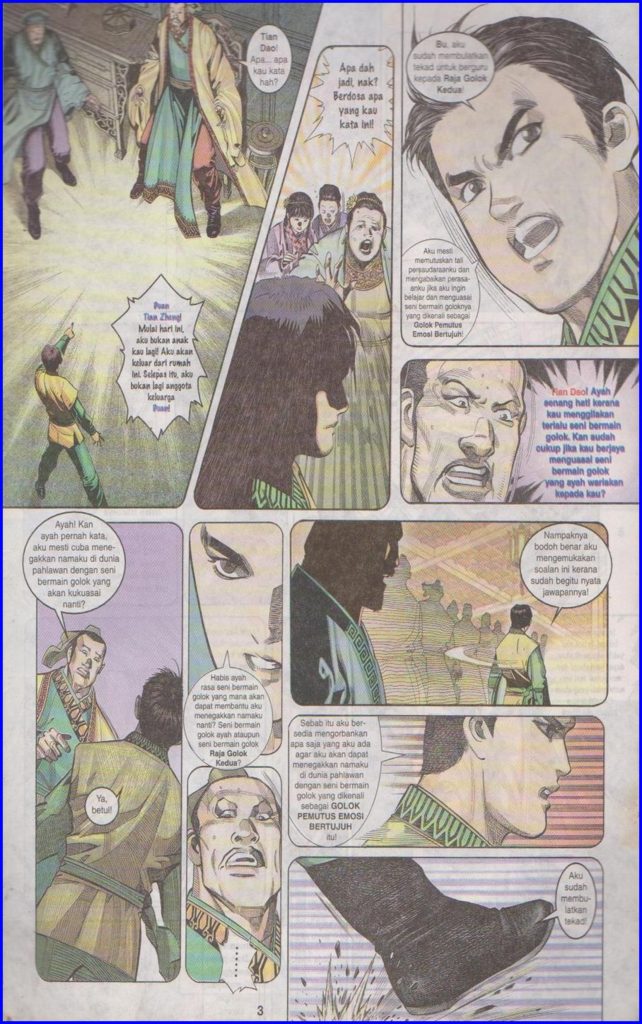 Tian
Dao!
Apa... apa
kau kata
hah?
Duan
Tian Zheng!
Mulai hari ini,
aku bukan anak
kau lagi! Aku akan
keluar dari rumah
ini. Selepas itu, aku
bukan lagi anggota
keluarga
Duan!
Apa dah
jadi, nak?
Berdosa apa
yang kau
kata ini!
Bu, aku
sudah membulatkan
tekad untuk berguru
kepada Raja Golok
Kedua!
Aku mesti
memutuskan tali
persaudaraanku dan
mengabaikan perasa-
anku jika aku ingin
belajar dan menguasai
seni bermain goloknya
yang dikenali sebagai
Golok Pemutus
Emosi Bertujuh!
Tian Dao! Ayah
senang hati kerana
kau menggilakan
terlalu seni bermain
golok. Kan sudah
cukup jika kau berjaya
menguasai seni
bermain golok
yang ayah wariskan
kepada kau?
Ayah! Kan
ayah pernah kata,
aku mesti cuba mene-
gakkan namaku di dunia
pahlawan dengan seni
bermain golok yang
akan kukuasai
nanti?
Ya,
betul!
Habis ayah
rasa seni bermain
golok yang mana akan
dapat membantu aku
menegakkan namaku
nanti? Seni bermain
golok ayah ataupun
seni bermain golok
Raja Golok
Kedua?
......
Nampaknya
bodoh benar aku
mengemukakan
soalan ini kerana
sudah begitu nyata
jawapannya!
Sebab itu aku ber-
sedia mengorbankan
apa saja yang aku ada
agar aku akan dapat
menegakkan namaku
di dunia pahlawan
dengan seni bermain
golok yang dikenali
sebagai GOLOK
PEMUTUS EMOSI
BERTUJUH
itu!
Aku
sudah
membu-
latkan
tekad!
3